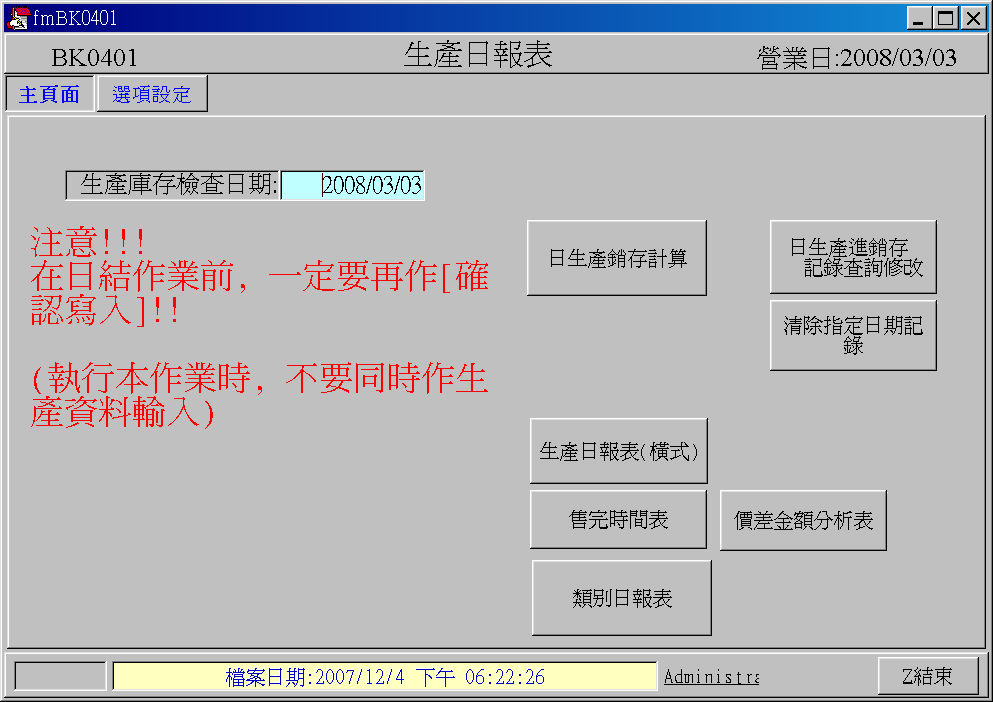 fmBK0401
BK0401
生產日報表
營業日:2008/03/03
主頁面
選項設定
生產庫存檢查日期:
2008/03/03
注意!!!
在日結作業前, 一定要再作[確
認寫入]!!
(執行本作業時, 不要同時作生
產資料輸入)
日生產銷存計算
日生產進銷存
記錄查詢修改
清除指定日期記
錄
生產日報表(橫式)
售完時間表
價差金額分析表
類別日報表
檔案日期:2007/12/4 下午 06:22:26
Administra
Z結束